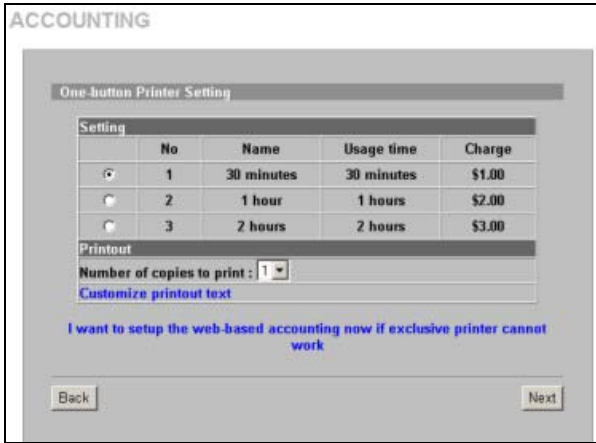 ACCOUNTING
One-button Printer Setting
Setting
No Name Usage time Charge
1 30 minutes 30 minutes $1.00
2 1 hour 1 hours $2.00
3 2 hours 2 hours $3.00
Printout
Number of copies to print : 1
Customize printout text
I want to setup the web-based accounting now if exclusive printer cannot
work
Back Next